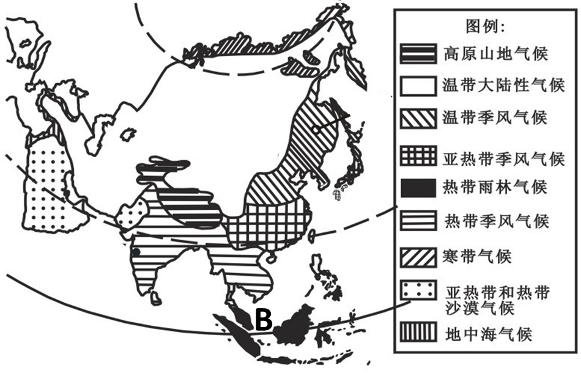 图例:
高原山地气候
温带大陆性气候
温带季风气候
亚热带季风气候
热带雨林气候
热带季风气候
寒带气候
亚热带和热带
沙漠气候
地中海气候
B